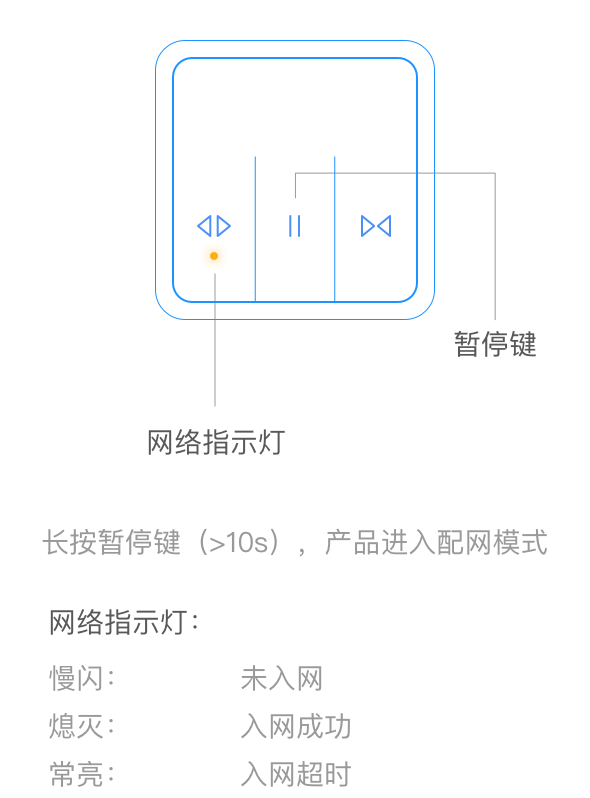 暂停键
网络指示灯
长按暂停键（>10s），产品进入配网模式
网络指示灯：
慢闪： 未入网
熄灭： 入网成功
常亮： 入网超时